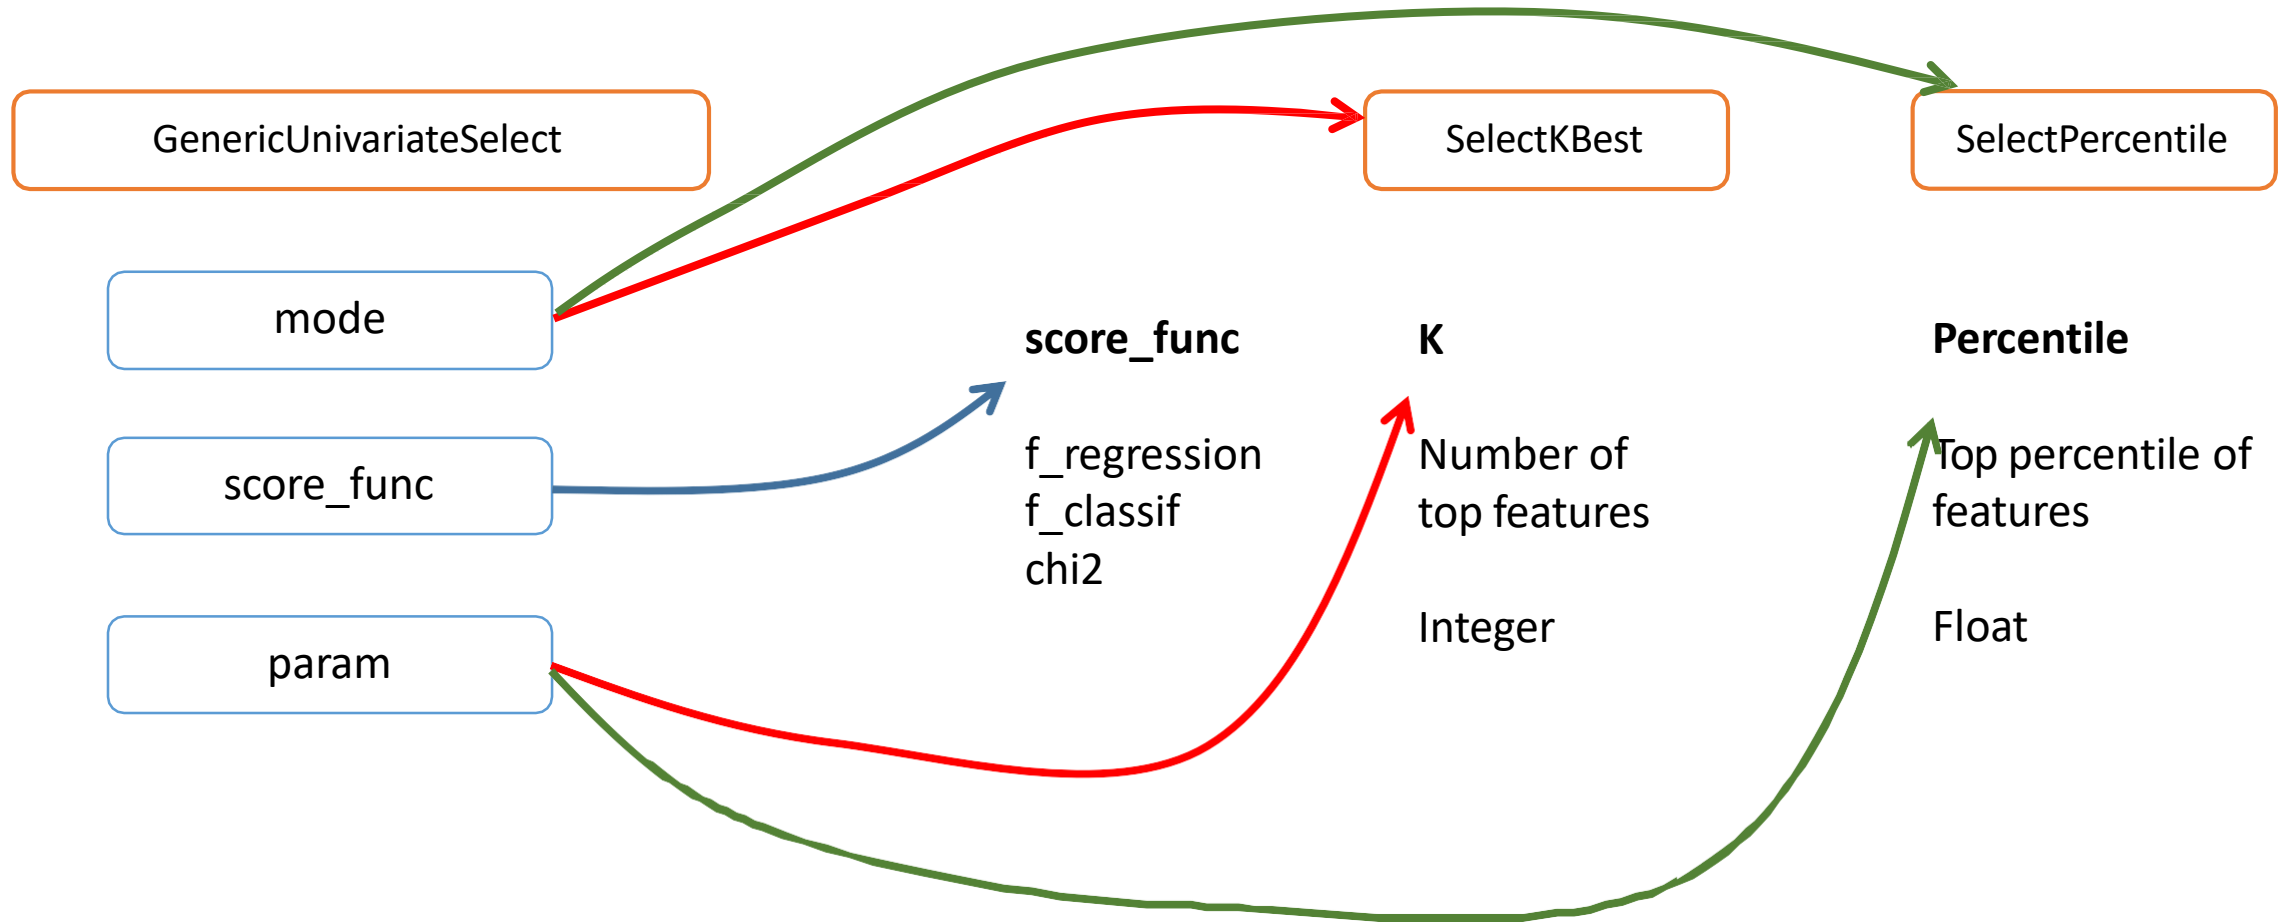 GenericUnivariateSelect
SelectKBest
SelectPercentile
mode
score_func
param
score_func
f_regression
f_classif
chi2
K
Number of
top features
Integer
Percentile
Top percentile of
features
Float